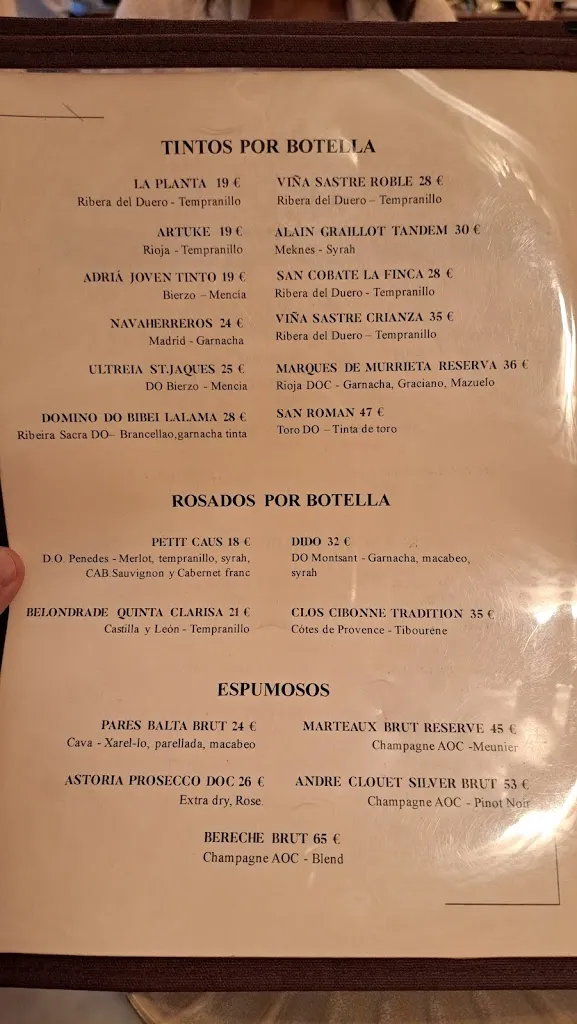 TINTOS POR BOTELLA
LA PLANTA 19 €
Ribera del Duero - Tempranillo
ARTUKE 19 €
Rioja - Tempranillo
ADRIÁ JOVEN TINTO 19 €
Bierzo – Mencia
NAVAHERREROS 24 €
Madrid - Garnacha
ULTREIA ST.JAQUES 25 €
DO Bierzo - Mencia
DOMINO DO BIBEI LALAMA 28 €
Ribeira Sacra DO– Brancellao,garnacha tinta
VIÑA SASTRE ROBLE 28 €
Ribera del Duero – Tempranillo
ALAIN GRAILLOT TANDEM 30 €
Meknes - Syrah
SAN COBATE LA FINCA 28 €
Ribera del Duero - Tempranillo
VIÑA SASTRE CRIANZA 35 €
Ribera del Duero – Tempranillo
MARQUES DE MURRIETA RESERVA 36 €
Rioja DOC - Garnacha, Graciano, Mazuelo
SAN ROMAN 47 €
Toro DO – Tinta de toro
ROSADOS POR BOTELLA
PETIT CAUS 18 €
D.O. Penedes - Merlot, tempranillo, syrah,
CAB.Sauvignon y Cabernet franc
BELONDRADE QUINTA CLARISA 21 €
Castilla y León - Tempranillo
DIDO 32 €
DO Montsant - Garnacha, macabeo,
syrah
CLOS CIBONNE TRADITION 35 €
Côtes de Provence - Tibouréne
ESPUMOSOS
PARES BALTA BRUT 24 €
Cava - Xarel-lo, parellada, macabeo
ASTORIA PROSECCO DOC 26 €
Extra dry, Rose.
MARTEAUX BRUT RESERVE 45 €
Champagne AOC -Meunier
ANDRE CLOUET SILVER BRUT 53 €
Champagne AOC - Pinot Noir
BERECHE BRUT 65 €
Champagne AOC - Blend